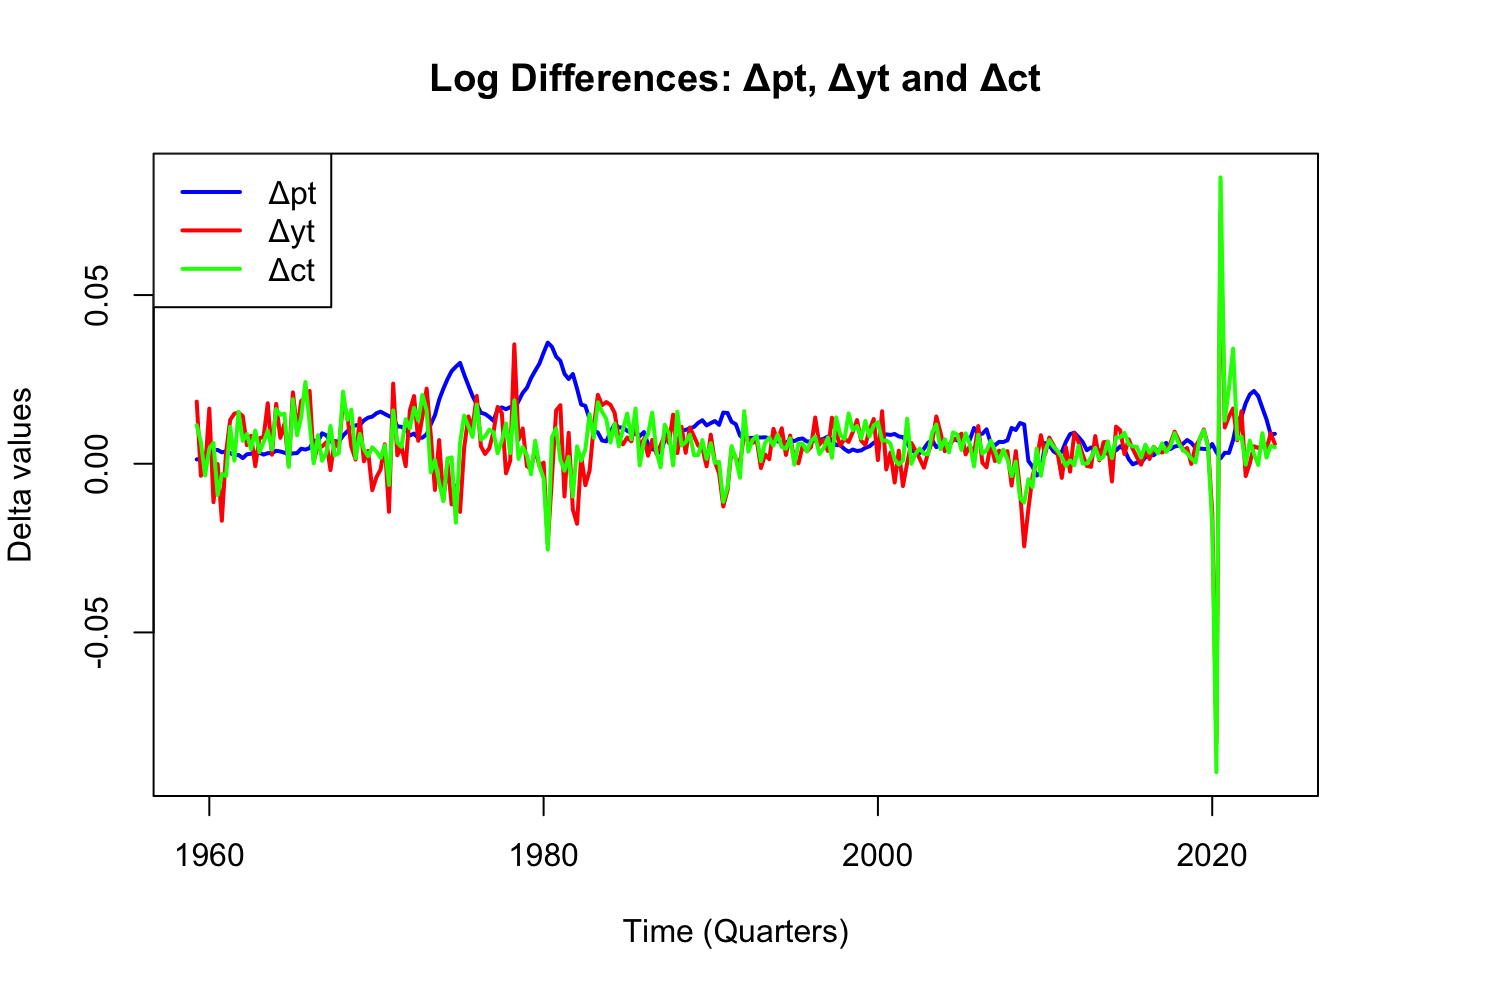 Log Differences: Δpt, Δyt and Δct
Δpt
Δyt
Δct
0.05
0.00
-0.05
Delta values
1960 1980 2000 2020
Time (Quarters)